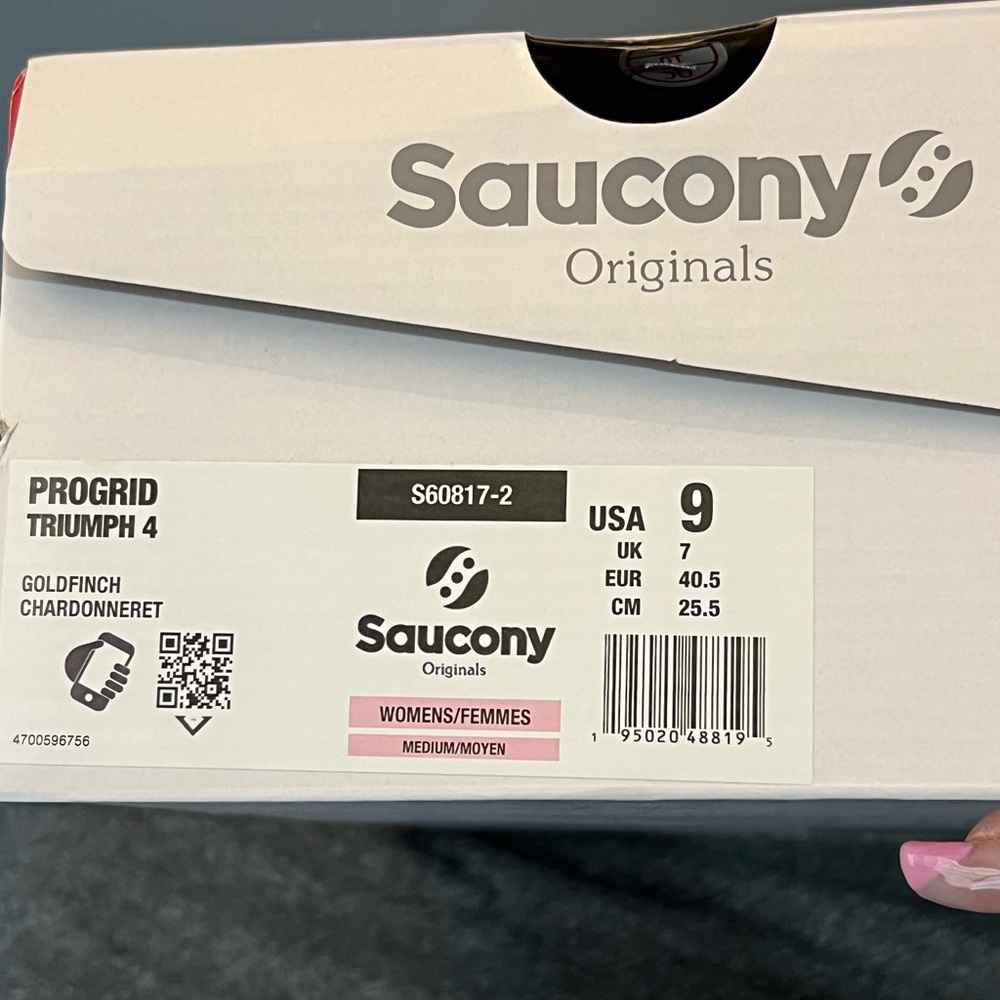 Saucony
Originals
PROGRID
TRIUMPH 4
GOLDFINCH
CHARDONNERET
4700596756
S60817-2
Saucony
Originals
WOMENS/FEMMES
MEDIUM/MOYEN
USA 9
UK 7
EUR 40.5
CM 25.5
1 95020 48819 5